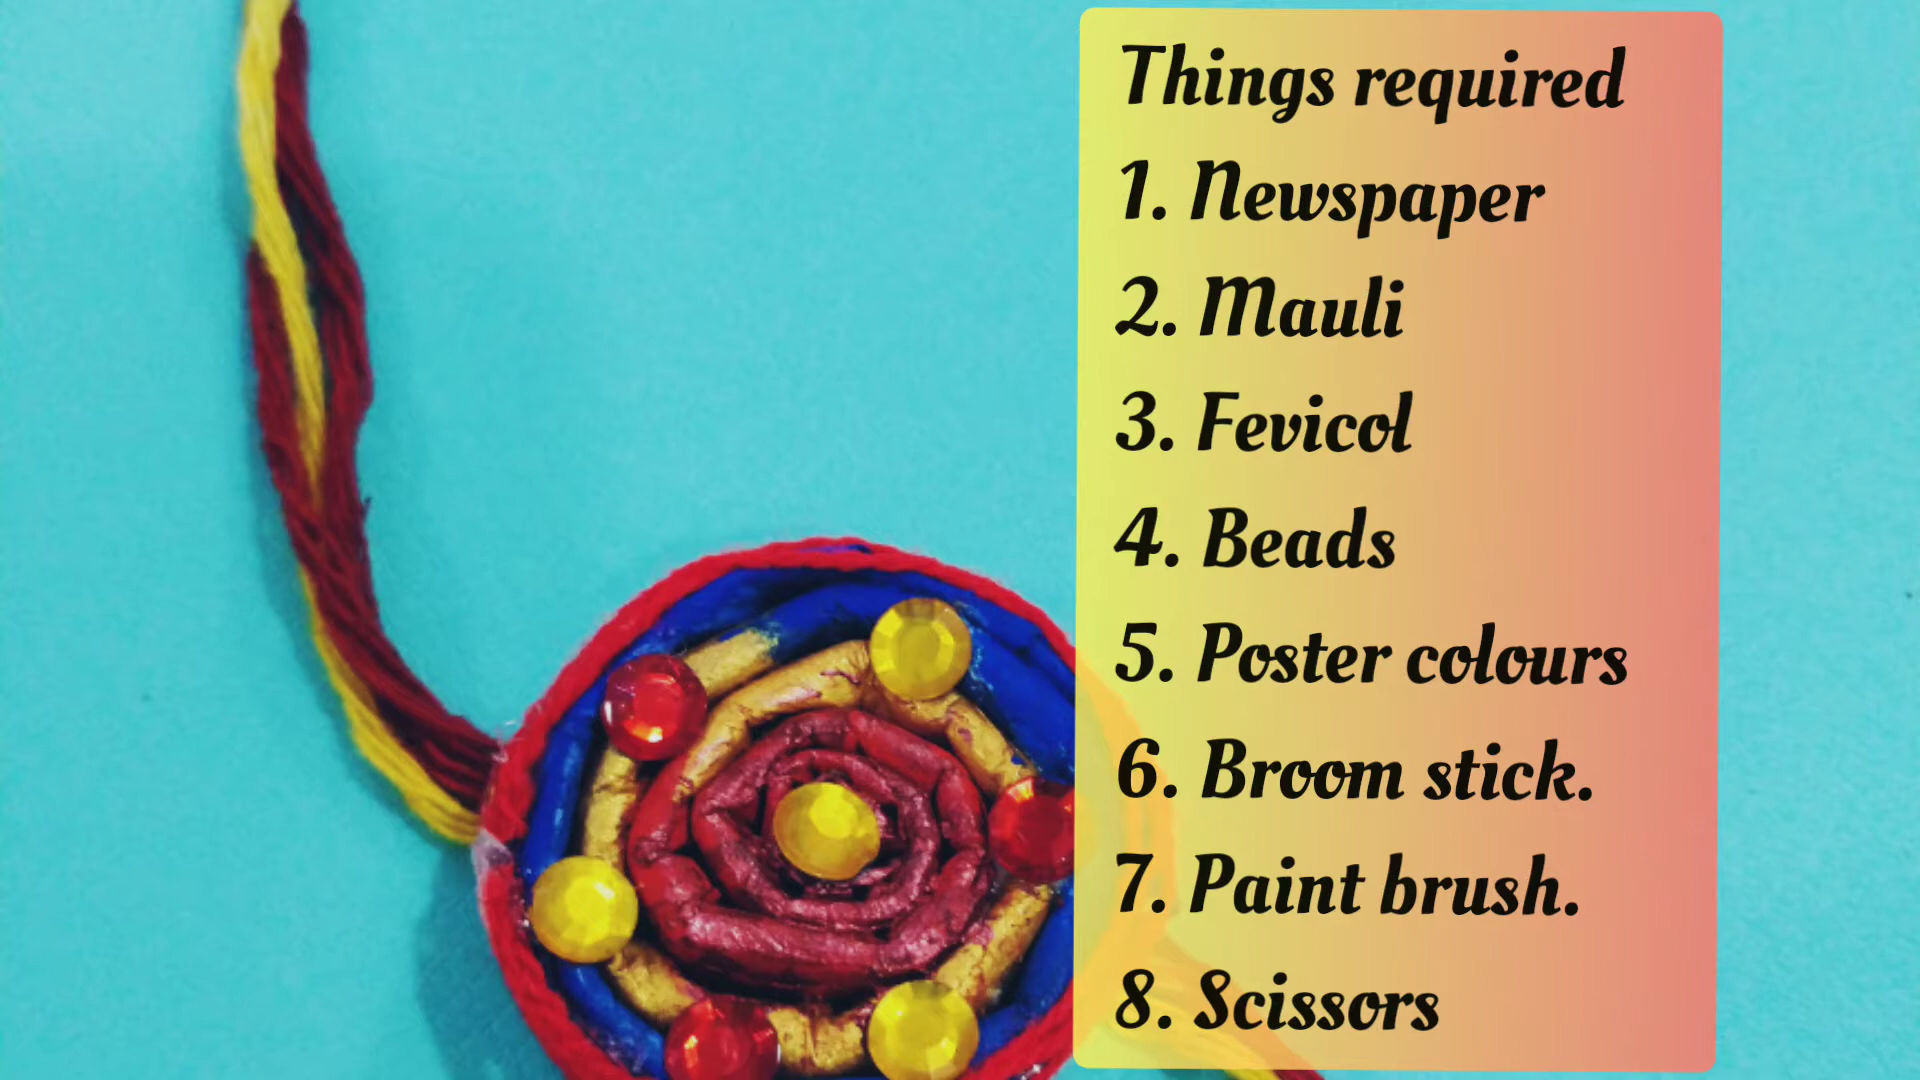 Things required
1. Newspaper
2. Mauli
3. Fevicol
4. Beads
5. Poster colours
6. Broom stick.
7. Paint brush.
8. Scissors